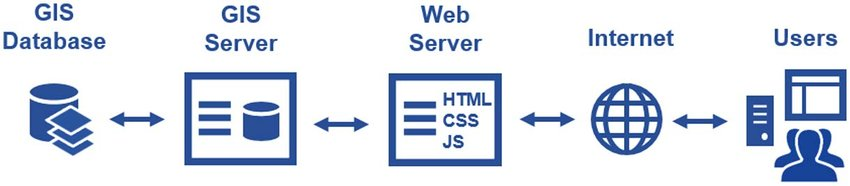 GIS
Database
GIS
Server
Web
Server
Internet
Users
HTML
CSS
JS